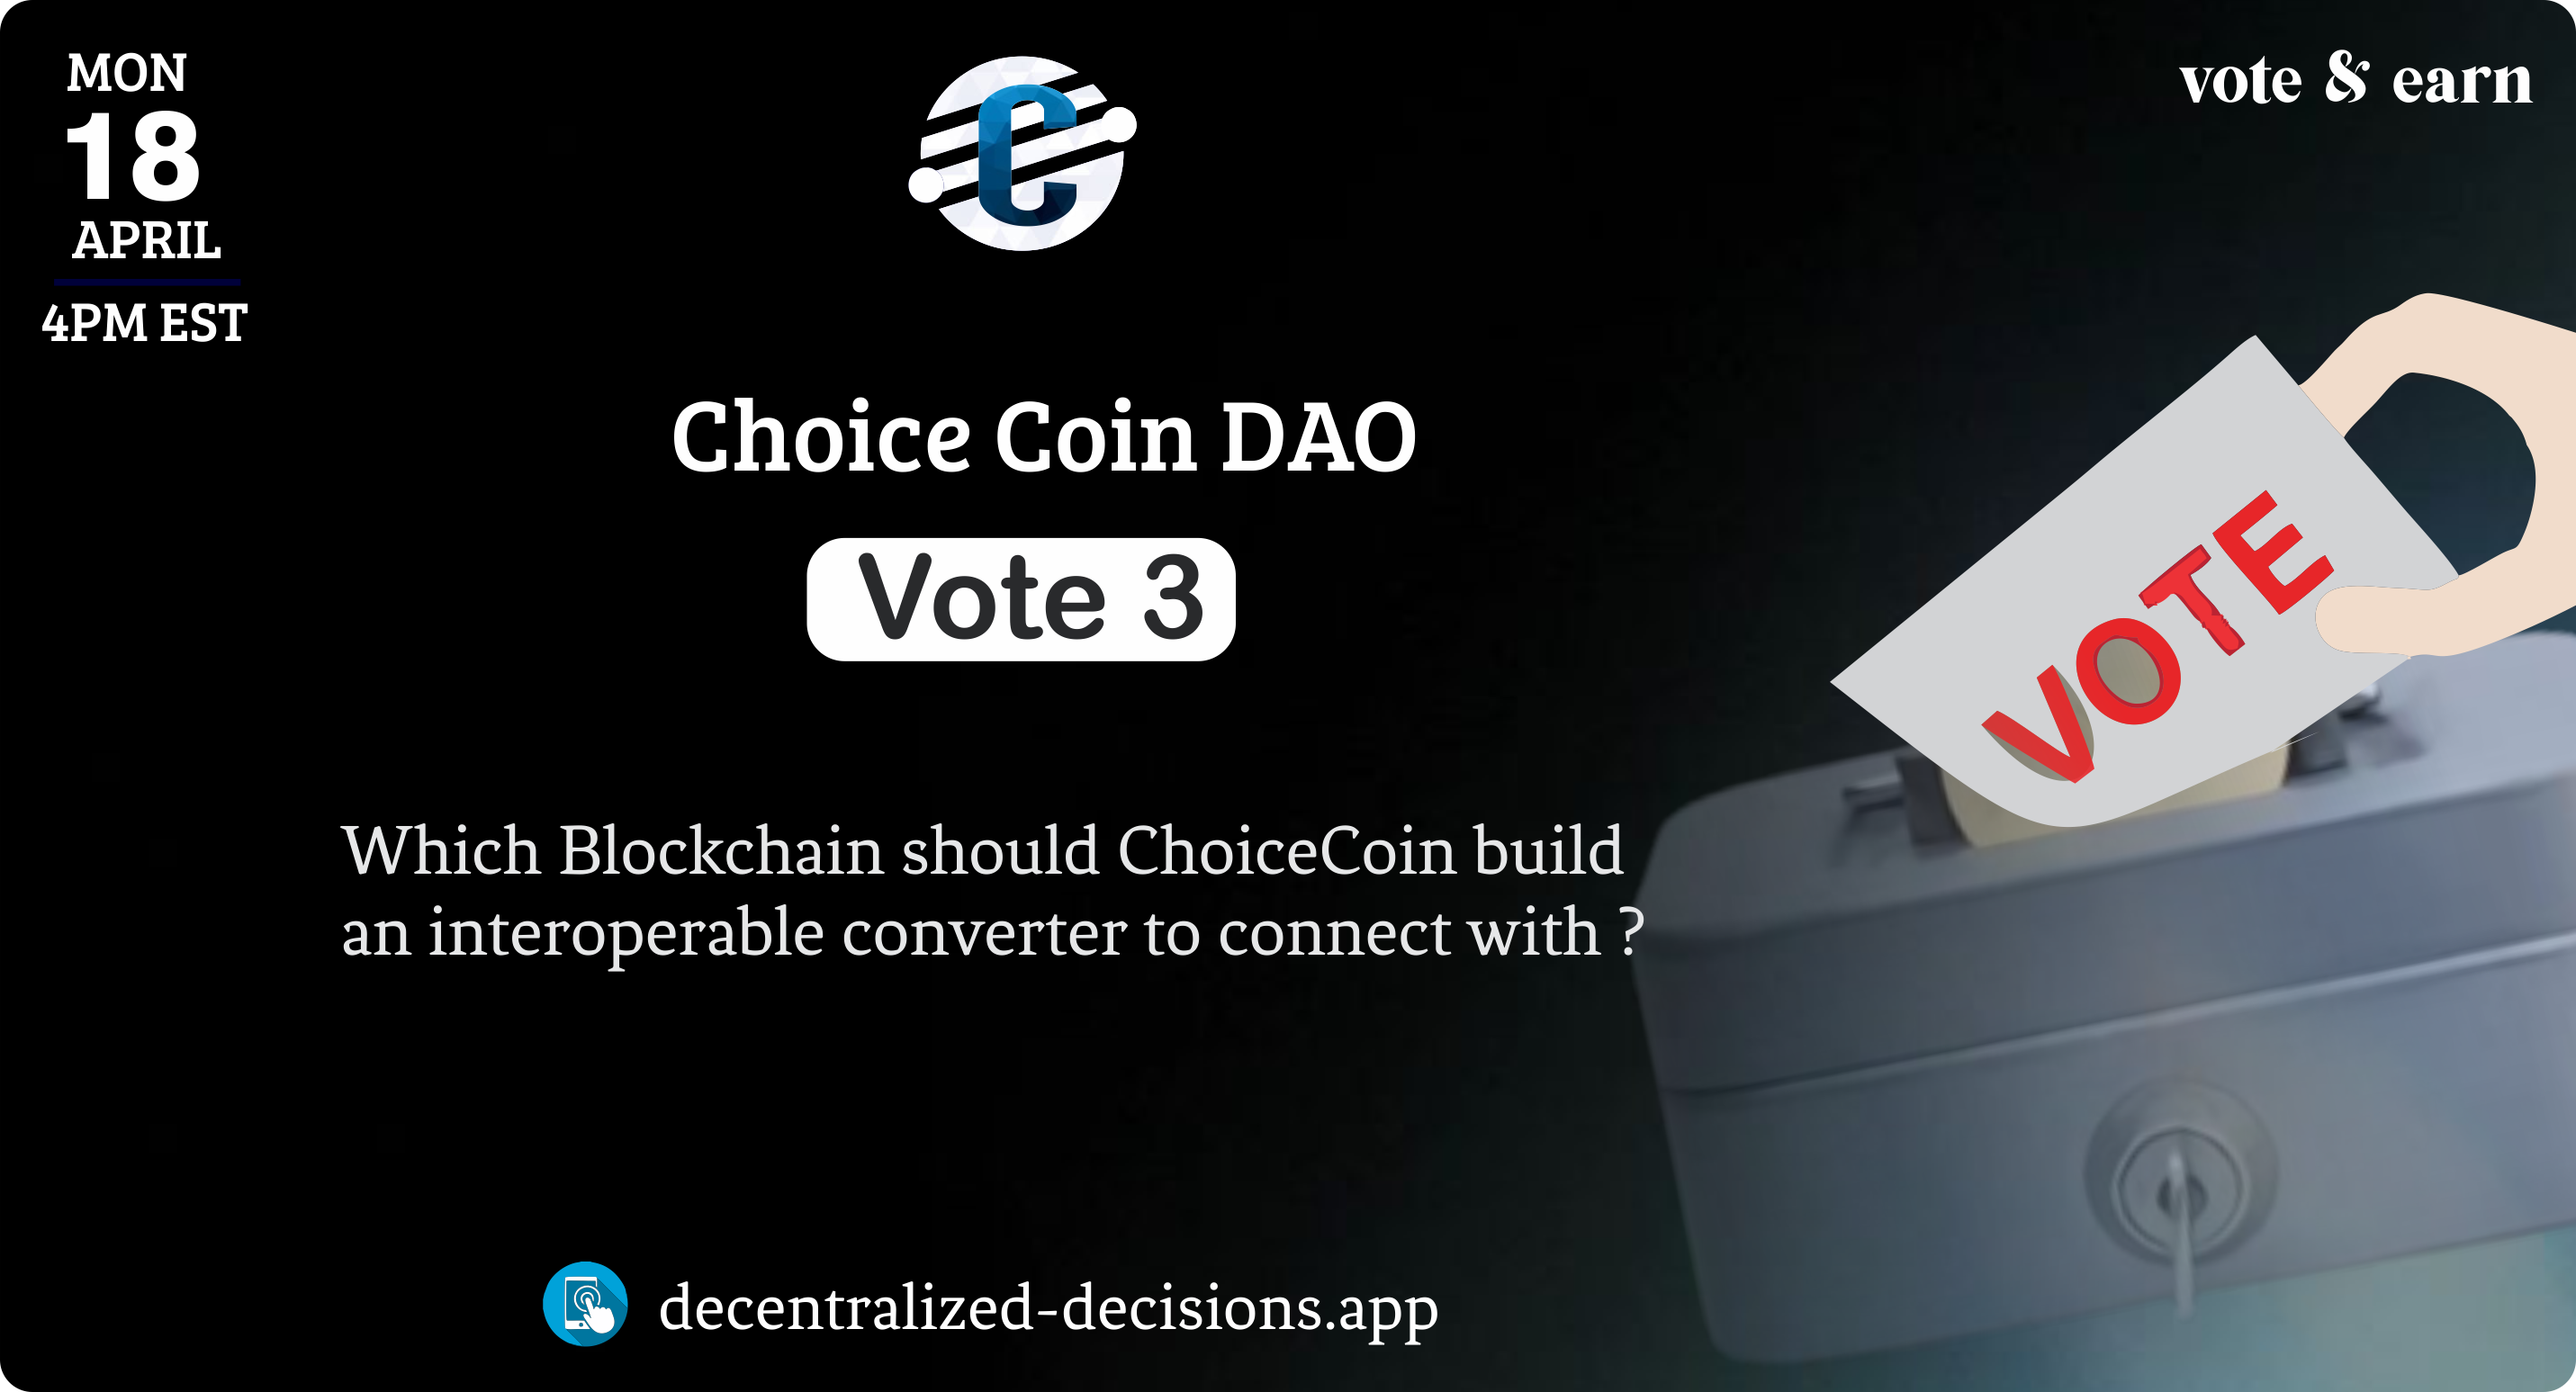 MON
18
APRIL
4PM EST
vote & earn
C
Choice Coin DAO
Vote 3
Which Blockchain should ChoiceCoin build
an interoperable converter to connect with ?
VOTE
decentralized-decisions.app